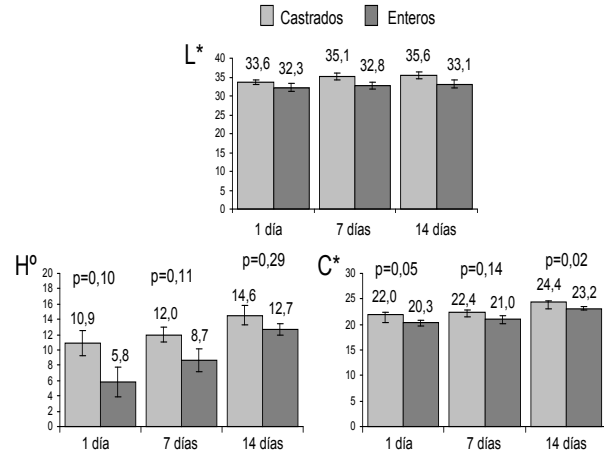 Castrados Enteros
L*
33,6 32,3 35,1 32,8 35,6 33,1
40
35
30
25
20
15
10
5
0
1 día 7 días 14 días
Hº
p=0,10 p=0,11 p=0,29
20
18
16
14
12
10
8
6
4
2
0
10,9 5,8 12,0 8,7 14,6 12,7
1 día 7 días 14 días
C*
p=0,05 p=0,14 p=0,02
30
25
20
15
10
5
0
22,0 20,3 22,4 21,0 24,4 23,2
1 día 7 días 14 días